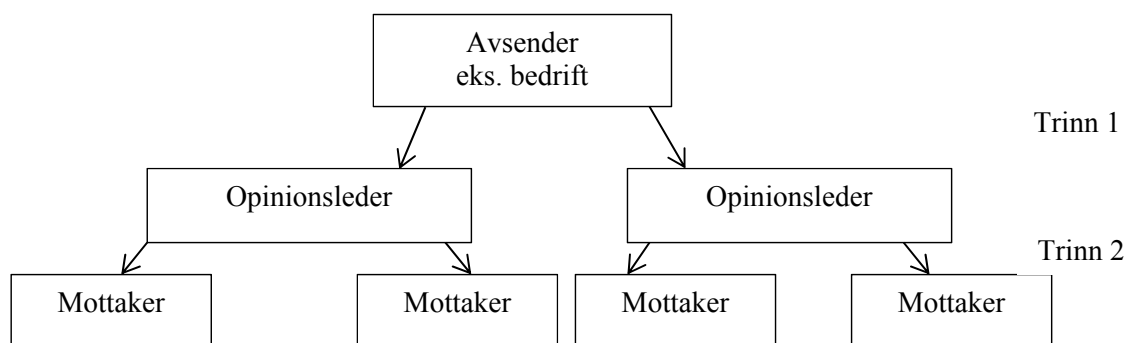 Avsender
eks. bedrift
Trinn 1
Opinionsleder
Opinionsleder
Trinn 2
Mottaker
Mottaker
Mottaker
Mottaker